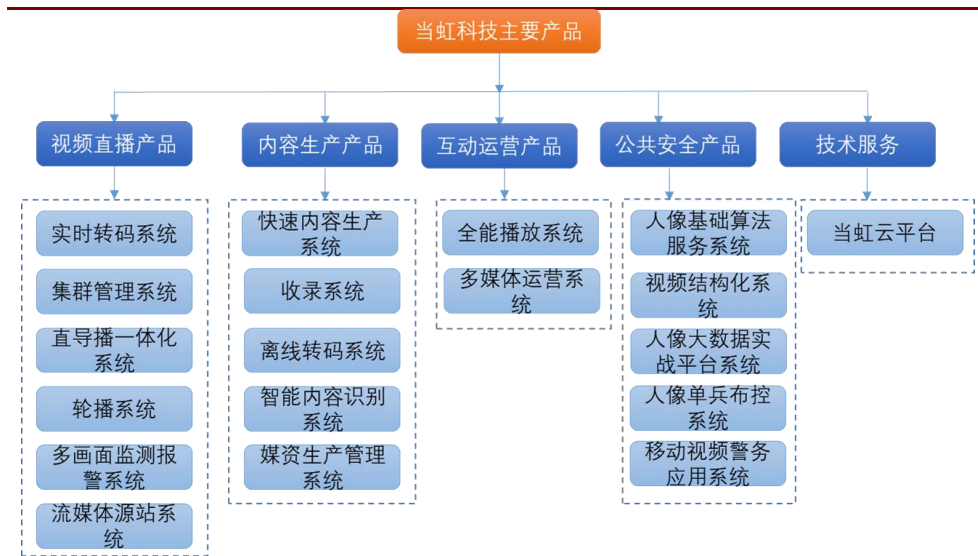 当虹科技主要产品
视频直播产品
内容生产产品
互动运营产品
公共安全产品
技术服务
实时转码系统
集群管理系统
直导播一体化
系统
轮播系统
多画面监测报
警系统
流媒体源站系
统
快速内容生产
系统
收录系统
离线转码系统
智能内容识别
系统
媒资生产管理
系统
全能播放系统
多媒体运营系
统
人像基础算法
服务系统
视频结构化系
统
人像大数据实
战平台系统
人像单兵布控
系统
移动视频警务
应用系统
当虹云平台